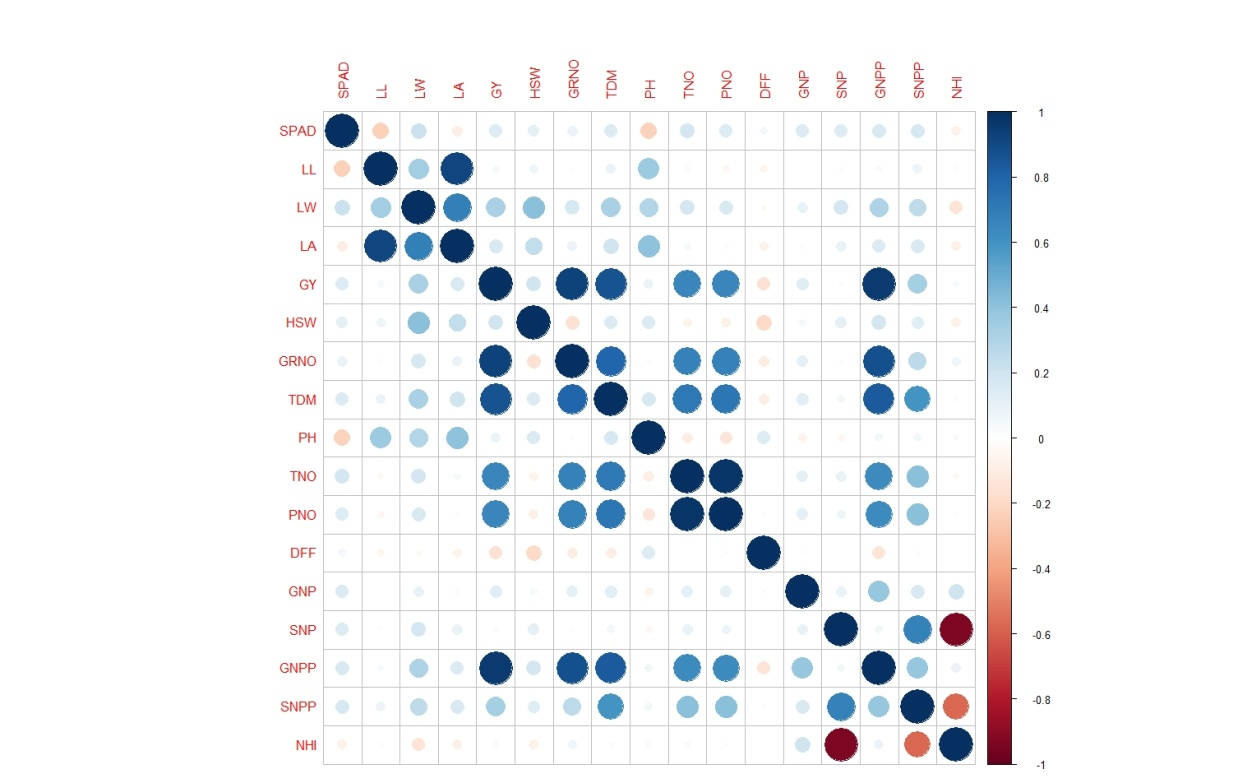 SPAD LL LW LA GY HSW GRNO TDM PH TNO PNO DFF GNP SNP GNPP SNPP NHI
SPAD
LL
LW
LA
GY
HSW
GRNO
TDM
PH
TNO
PNO
DFF
GNP
SNP
GNPP
SNPP
NHI
1
0.8
0.6
0.4
0.2
0
-0.2
-0.4
-0.6
-0.8
-1